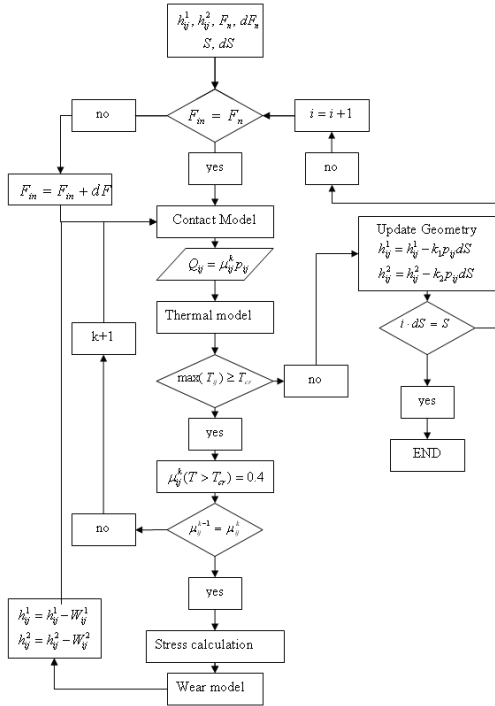 h_{ij}^1, h_{ij}^2, F_n, dF_n
S, dS
no
F_{in} = F_n
i = i + 1
yes
no
F_{in} = F_{in} + dF
Contact Model
Update Geometry
h_{ij}^1 = h_{ij}^1 - k_1 p_{ij} dS
h_{ij}^2 = h_{ij}^2 - k_2 p_{ij} dS
Q_{ij} = μ_{ij}^k p_{ij}
Thermal model
i · dS = S
k+1
max(T_{ij}) ≥ T_{cr}
no
yes
yes
END
μ_{ij}^k (T > T_{cr}) = 0.4
no
μ_{ij}^{k-1} = μ_{ij}^k
yes
h_{ij}^1 = h_{ij}^1 - W_{ij}^1
h_{ij}^2 = h_{ij}^2 - W_{ij}^2
Stress calculation
Wear model